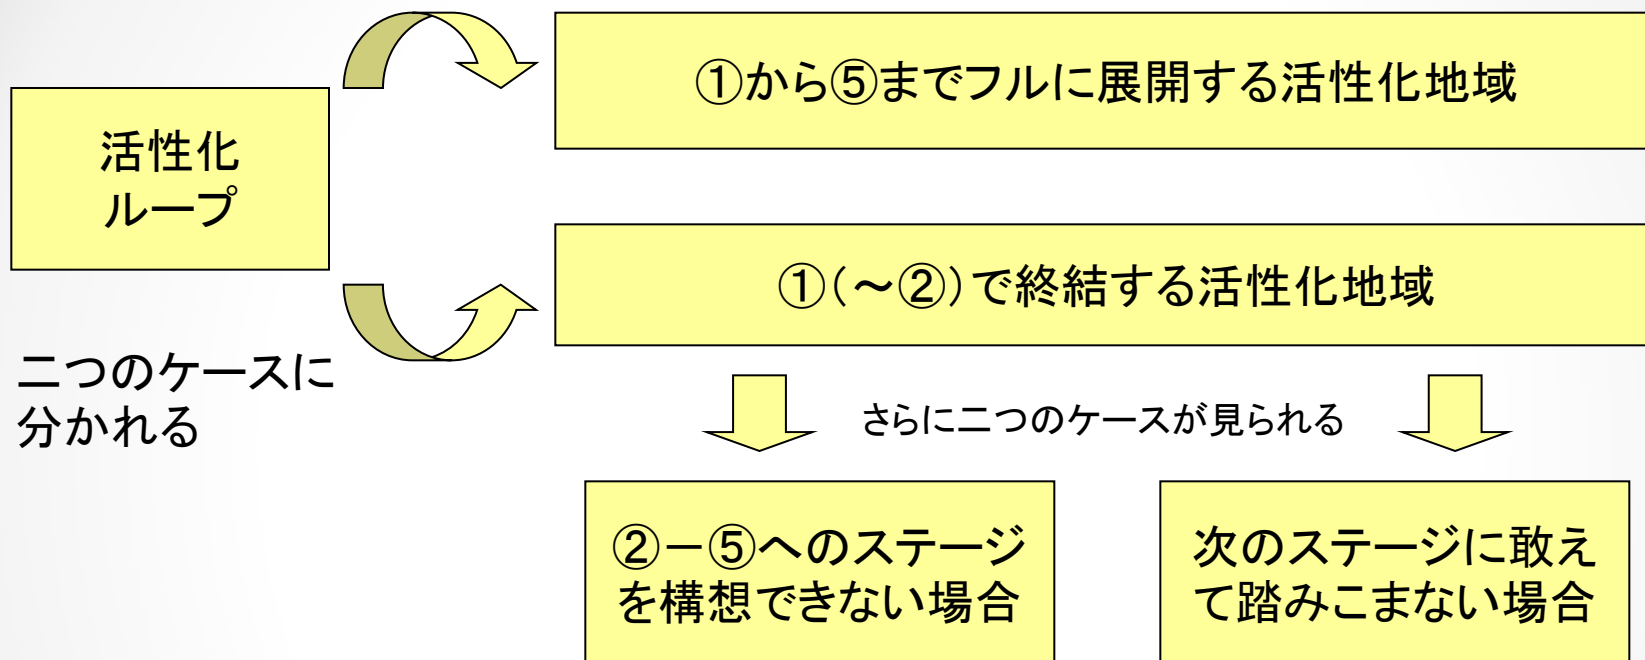 ①から⑤までフルに展開する活性化地域
活性化
ループ
①（～②）で終結する活性化地域
二つのケースに
分かれる
さらに二つのケースが見られる
②－⑤へのステージ
を構想できない場合
次のステージに敢え
て踏みこまない場合